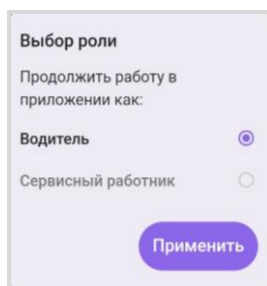 Выбор роли
Продолжить работу в
приложении как:
Водитель
Сервисный работник
Применить